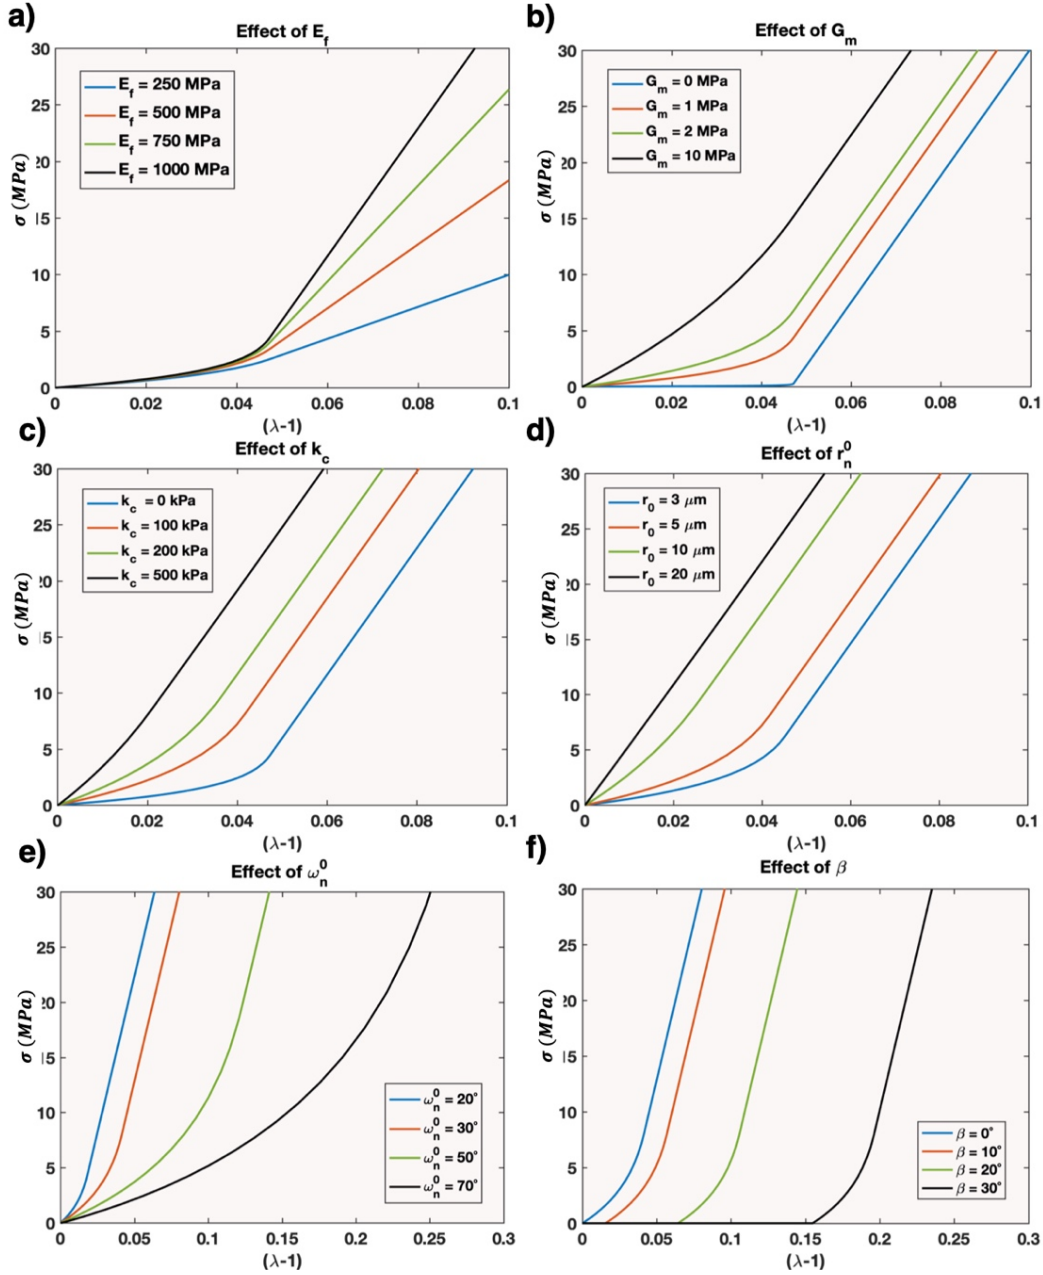 a)
Effect of E_f
30
25
20
15
10
5
0
σ (MPa)
E_f = 250 MPa
E_f = 500 MPa
E_f = 750 MPa
E_f = 1000 MPa
0 0.02 0.04 0.06 0.08 0.1
(λ-1)
b)
Effect of G_m
30
25
20
15
10
5
0
σ (MPa)
G_m = 0 MPa
G_m = 1 MPa
G_m = 2 MPa
G_m = 10 MPa
0 0.02 0.04 0.06 0.08 0.1
(λ-1)
c)
Effect of k_c
30
25
20
15
10
5
0
σ (MPa)
k_c = 0 kPa
k_c = 100 kPa
k_c = 200 kPa
k_c = 500 kPa
0 0.02 0.04 0.06 0.08 0.1
(λ-1)
d)
Effect of r_n^0
30
25
20
15
10
5
0
σ (MPa)
r_0 = 3 μm
r_0 = 5 μm
r_0 = 10 μm
r_0 = 20 μm
0 0.02 0.04 0.06 0.08 0.1
(λ-1)
e)
Effect of ω_n^0
30
25
20
15
10
5
0
σ (MPa)
ω_n^0 = 20°
ω_n^0 = 30°
ω_n^0 = 50°
ω_n^0 = 70°
0 0.05 0.1 0.15 0.2 0.25 0.3
(λ-1)
f)
Effect of β
30
25
20
15
10
5
0
σ (MPa)
β = 0°
β = 10°
β = 20°
β = 30°
0 0.05 0.1 0.15 0.2 0.25 0.3
(λ-1)